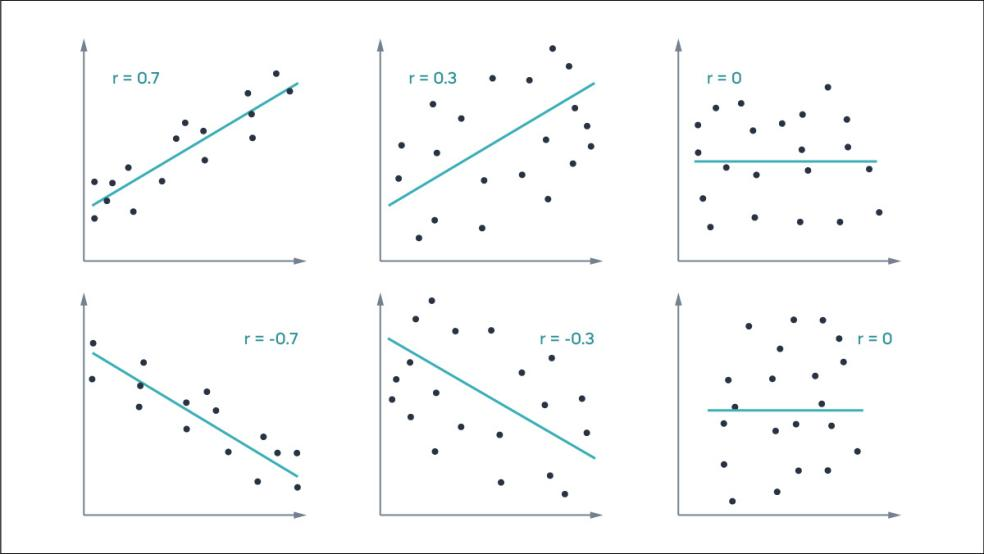 r = 0.7
r = 0.3
r = 0
r = -0.7
r = -0.3
r = 0